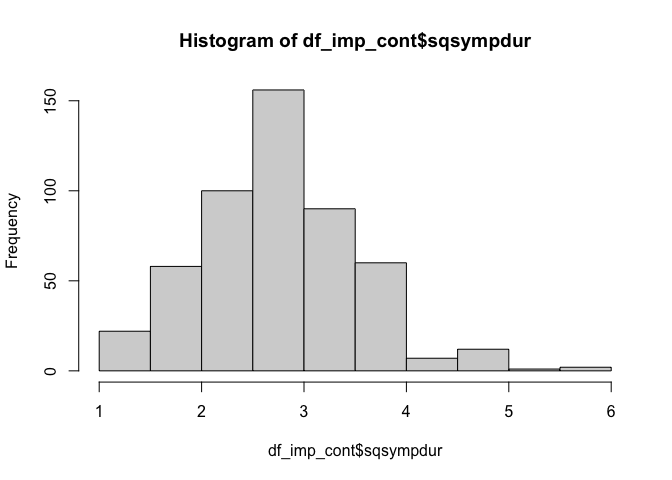 Histogram of df_imp_cont$sqsympdur
Frequency
150
100
50
0
1 2 3 4 5 6
df_imp_cont$sqsympdur